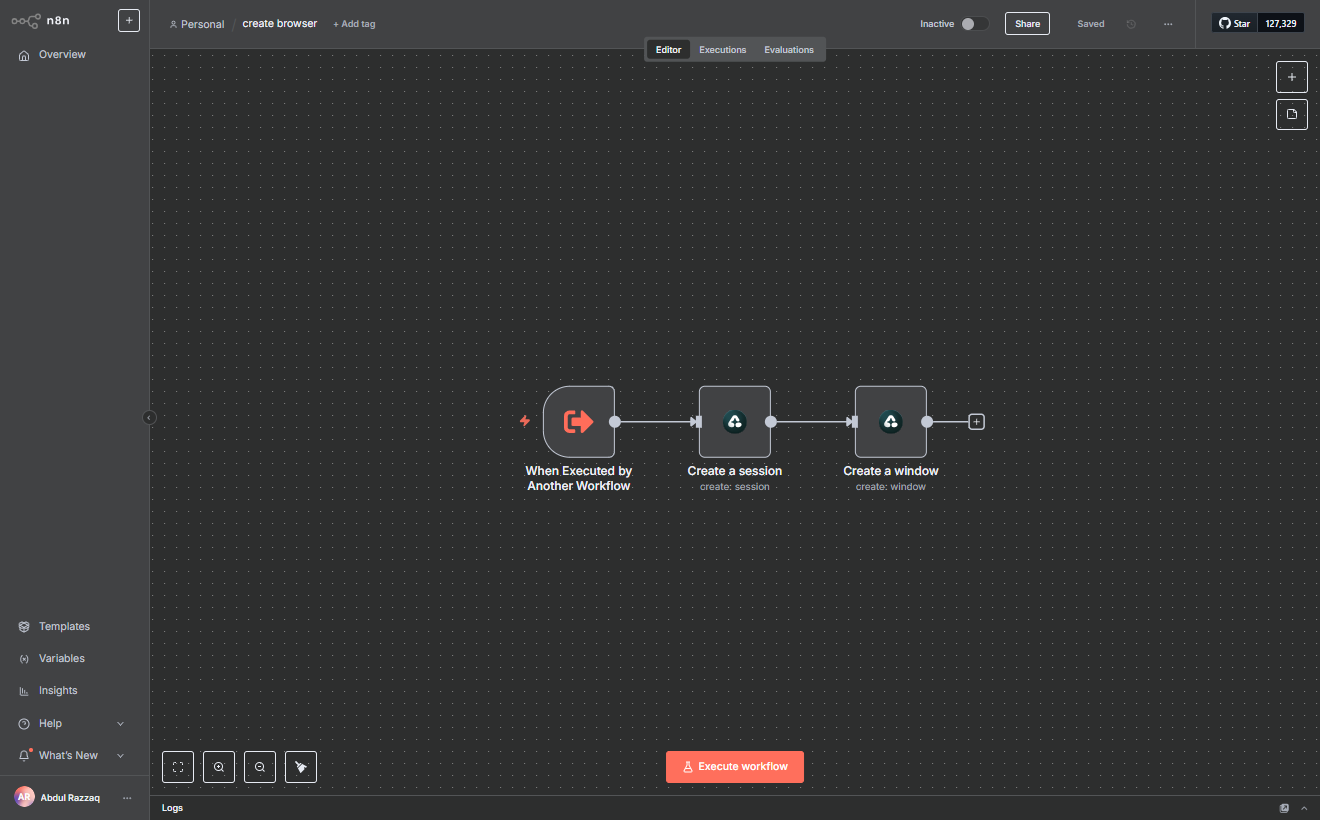 n8n
Personal / create browser + Add tag
Inactive
Share
Saved
Star 127,329
Overview
Editor Executions Evaluations
When Executed by
Another Workflow
Create a session
create: session
Create a window
create: window
Templates
Variables
Insights
Help
What's New
Execute workflow
AR Abdul Razzaq
Logs